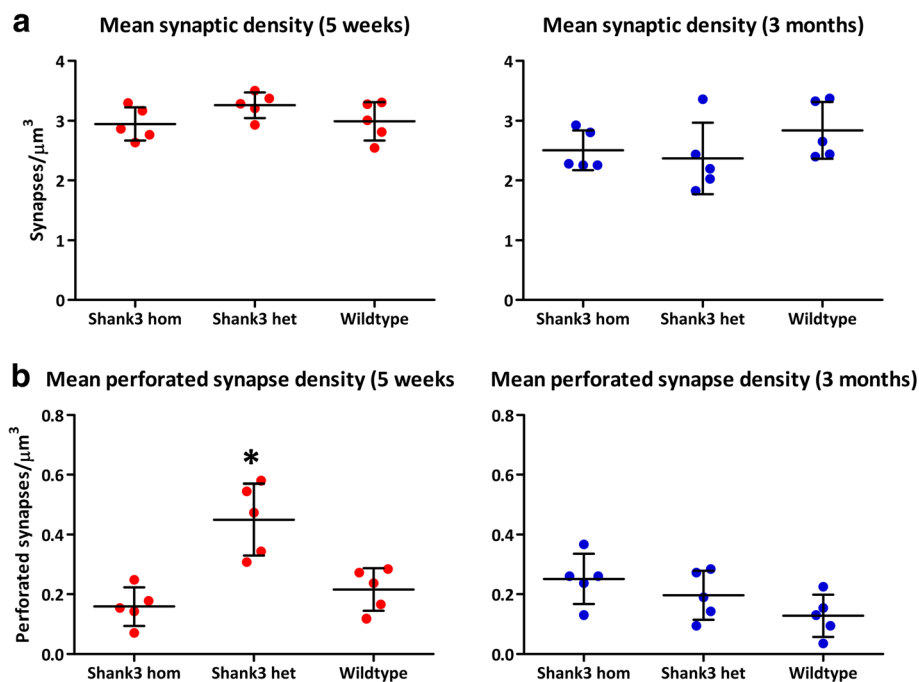 a
Mean synaptic density (5 weeks)
Mean synaptic density (3 months)
Synapses/μm³
4
3
2
1
0
Shank3 hom
Shank3 het
Wildtype
4
3
2
1
0
Shank3 hom
Shank3 het
Wildtype
b
Mean perforated synapse density (5 weeks
Mean perforated synapse density (3 months)
Perforated synapses/μm³
0.8
0.6
0.4
0.2
0.0
*
Shank3 hom
Shank3 het
Wildtype
0.8
0.6
0.4
0.2
0.0
Shank3 hom
Shank3 het
Wildtype